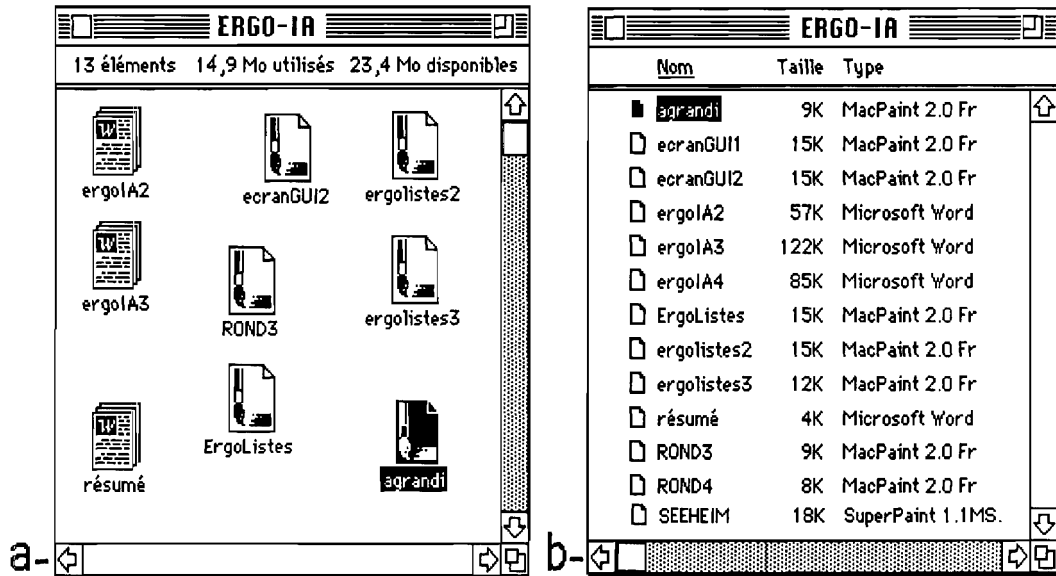 ERGO-IA
13 éléments 14,9 Mo utilisés 23,4 Mo disponibles
ergoIA2 ecranGUI2 ergolistes2
ergoIA3 ROND3 ergolistes3
ErgoListes
résumé agrandi
a-
ERGO-IA
Nom Taille Type
agrandi 9K MacPaint 2.0 Fr
ecranGUI1 15K MacPaint 2.0 Fr
ecranGUI2 15K MacPaint 2.0 Fr
ergoIA2 57K Microsoft Word
ergoIA3 122K Microsoft Word
ergoIA4 85K Microsoft Word
ErgoListes 15K MacPaint 2.0 Fr
ergolistes2 15K MacPaint 2.0 Fr
ergolistes3 12K MacPaint 2.0 Fr
résumé 4K Microsoft Word
ROND3 9K MacPaint 2.0 Fr
ROND4 8K MacPaint 2.0 Fr
SEEHEIM 18K SuperPaint 1.1MS.
b-